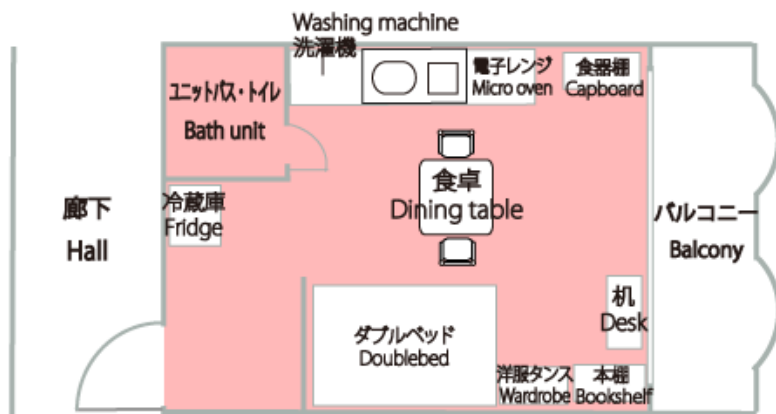 Washing machine
洗濯機
ユニットバス・トイレ
Bath unit
電子レンジ
Micro oven
食器棚
Capboard
冷蔵庫
Fridge
食卓
Dining table
廊下
Hall
バルコニー
Balcony
机
Desk
ダブルベッド
Doublebed
洋服タンス
Wardrobe
本棚
Bookshelf